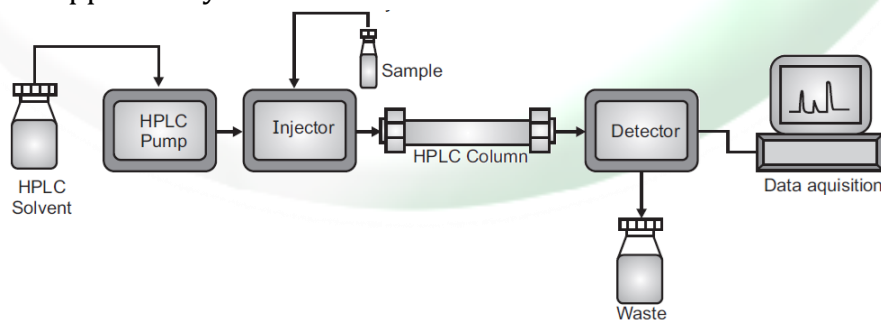 Sample
HPLC
Pump
Injector
Detector
HPLC Column
HPLC
Solvent
Data aquisition
Waste